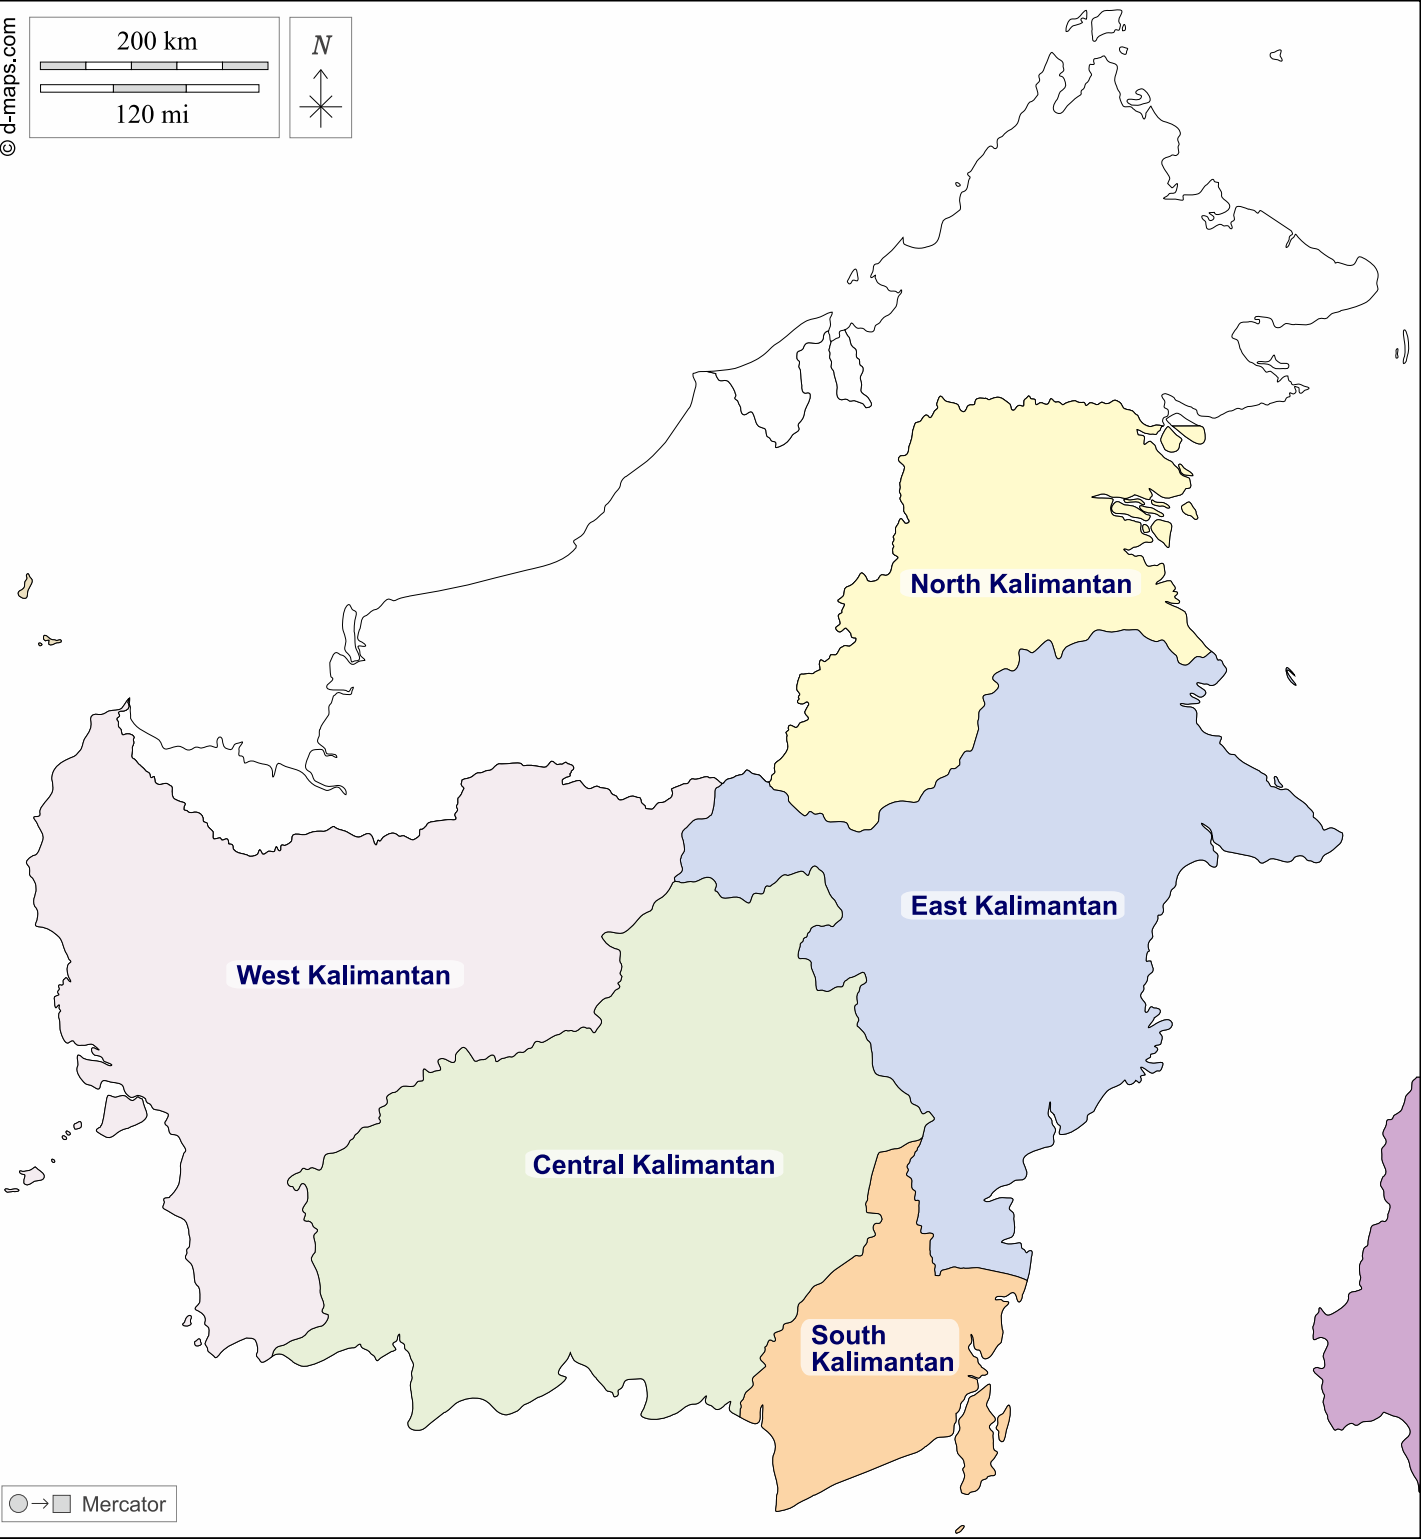 © d-maps.com
200 km
120 mi
N
North Kalimantan
East Kalimantan
West Kalimantan
Central Kalimantan
South
Kalimantan
Mercator